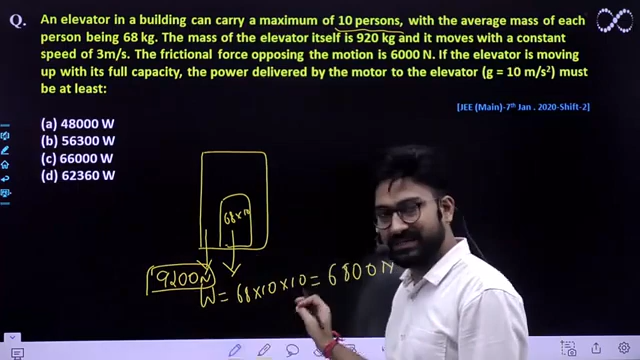 Q. An elevator in a building can carry a maximum of 10 persons, with the average mass of each
person being 68 kg. The mass of the elevator itself is 920 kg and it moves with a constant
speed of 3m/s. The frictional force opposing the motion is 6000 N. If the elevator is moving
up with its full capacity, the power delivered by the motor to the elevator (g = 10 m/s²) must
be at least:
[JEE (Main)-7th Jan . 2020-Shift-2]
(a) 48000 W
(b) 56300 W
(c) 66000 W
(d) 62360 W
68×10
9200N
W = 68×10×10 = 6800N